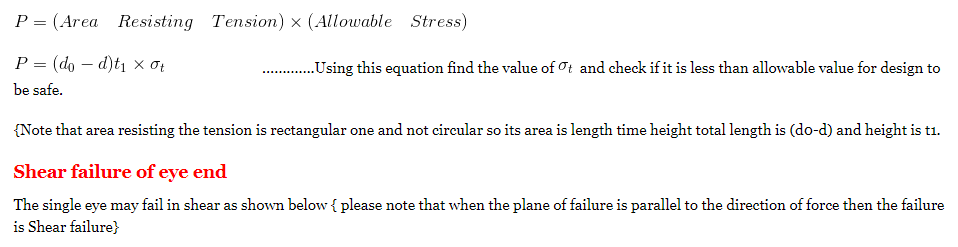 P = (Area Resisting Tension) × (Allowable Stress)
P = (d₀ − d)t₁ × σₜ .............Using this equation find the value of σₜ and check if it is less than allowable value for design to
be safe.
{Note that area resisting the tension is rectangular one and not circular so its area is length time height total length is (do-d) and height is t1.
Shear failure of eye end
The single eye may fail in shear as shown below { please note that when the plane of failure is parallel to the direction of force then the failure
is Shear failure}